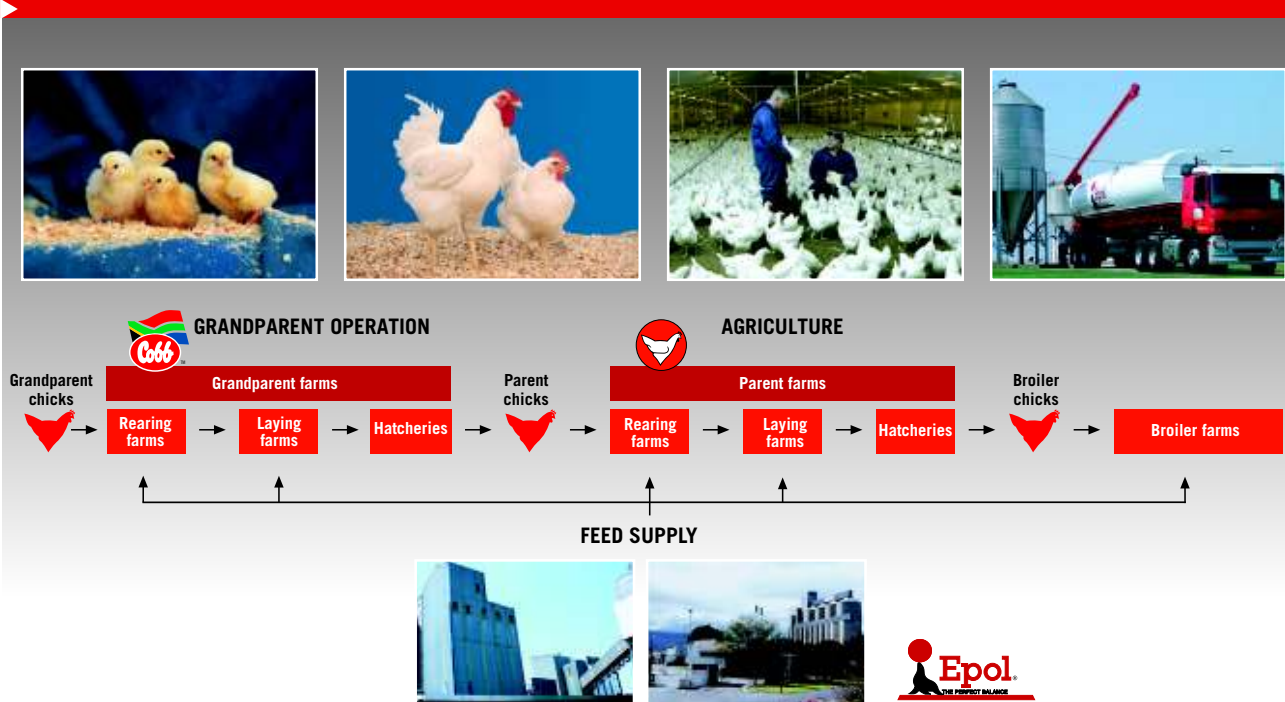 GRANDPARENT OPERATION
AGRICULTURE
Cobb
TM
Grandparent
chicks
Grandparent farms
Rearing
farms
Laying
farms
Hatcheries
Parent
chicks
Parent farms
Rearing
farms
Laying
farms
Hatcheries
Broiler
chicks
Broiler farms
FEED SUPPLY
Epol®
THE PERFECT BALANCE